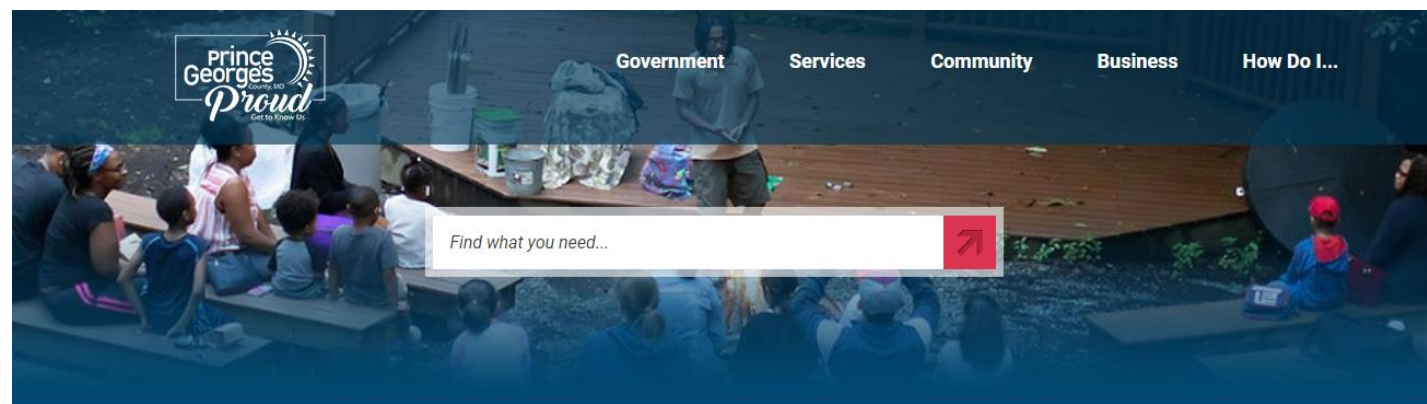 Prince
George's
County, MD
Proud
Get to Know Us
Government Services Community Business How Do I...
Find what you need...